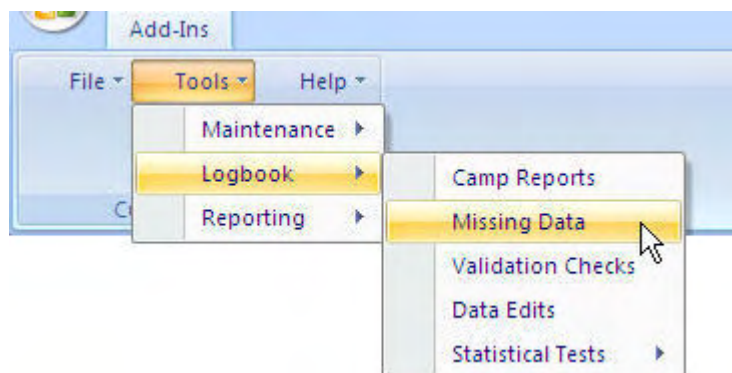 Add-Ins
File Tools Help
Maintenance
Logbook
Reporting
Camp Reports
Missing Data
Validation Checks
Data Edits
Statistical Tests